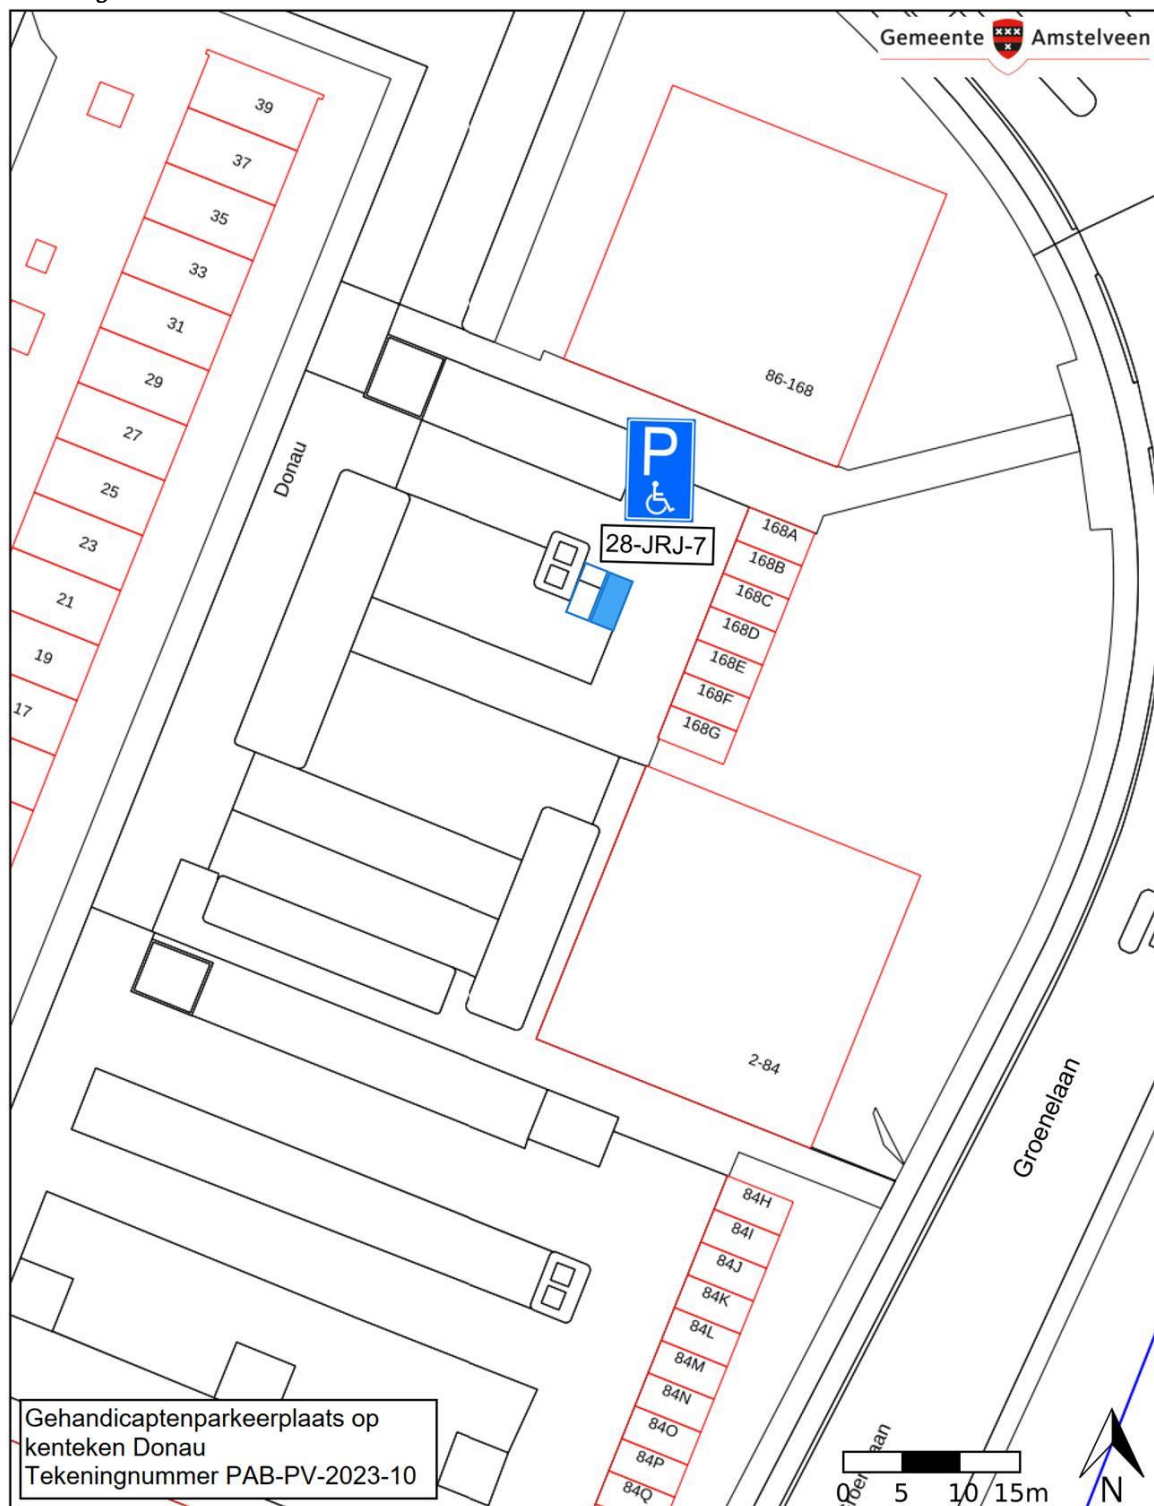 Gemeente Amstelveen
39
37
35
33
31
29
27
25
23
21
19
17
Donau
86-168
P
28-JRJ-7
168A
168B
168C
168D
168E
168F
168G
2-84
Groenelaan
84H
84I
84J
84K
84L
84M
84N
84O
84P
84Q
Gehandicaptenparkeerplaats op
kenteken Donau
Tekeningnummer PAB-PV-2023-10
0 5 10 15m
N